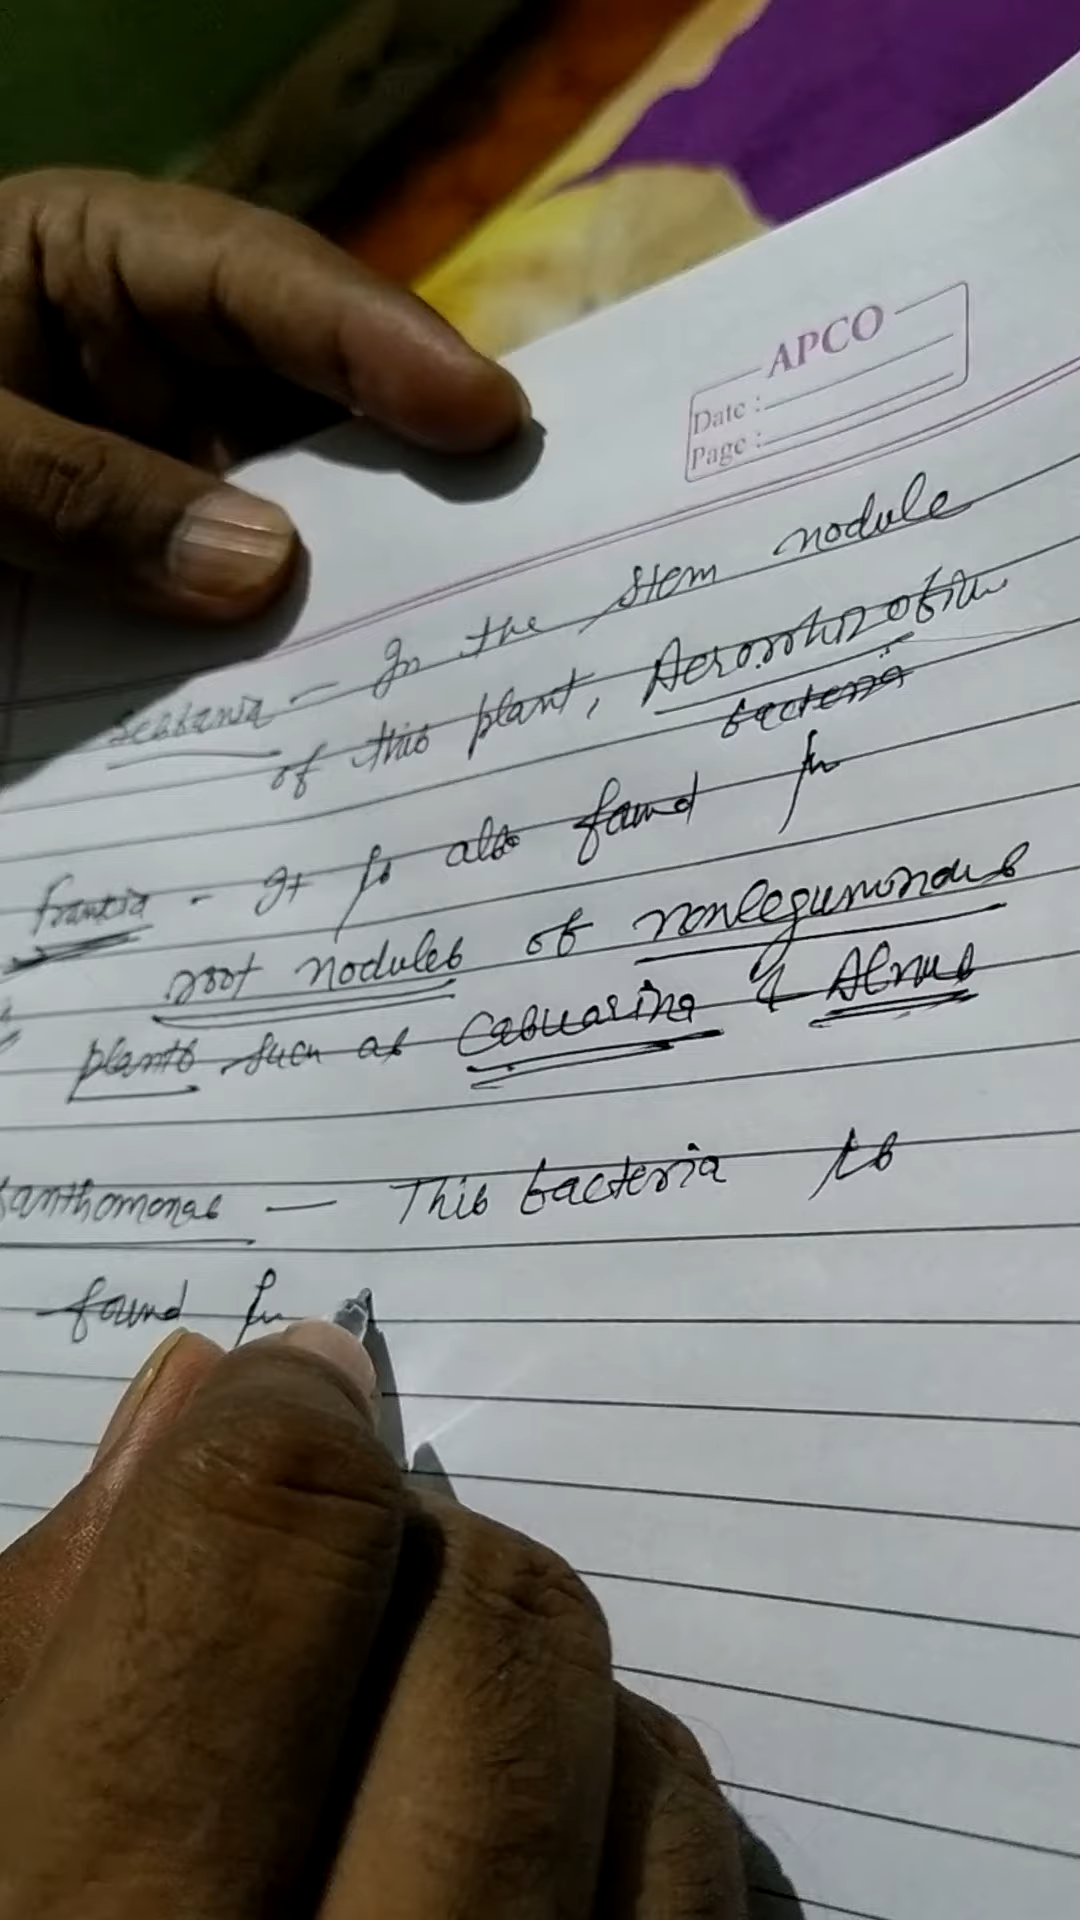 APCO
Date :
Page :
Sesbania - In the stem nodule
of this plant, Aerorhizobium
bacteria
Frankia - It is also found in
root nodules of nonlegumonous
plants such as Casuarina & Alnus
Xanthomonas — This bacteria is
found in